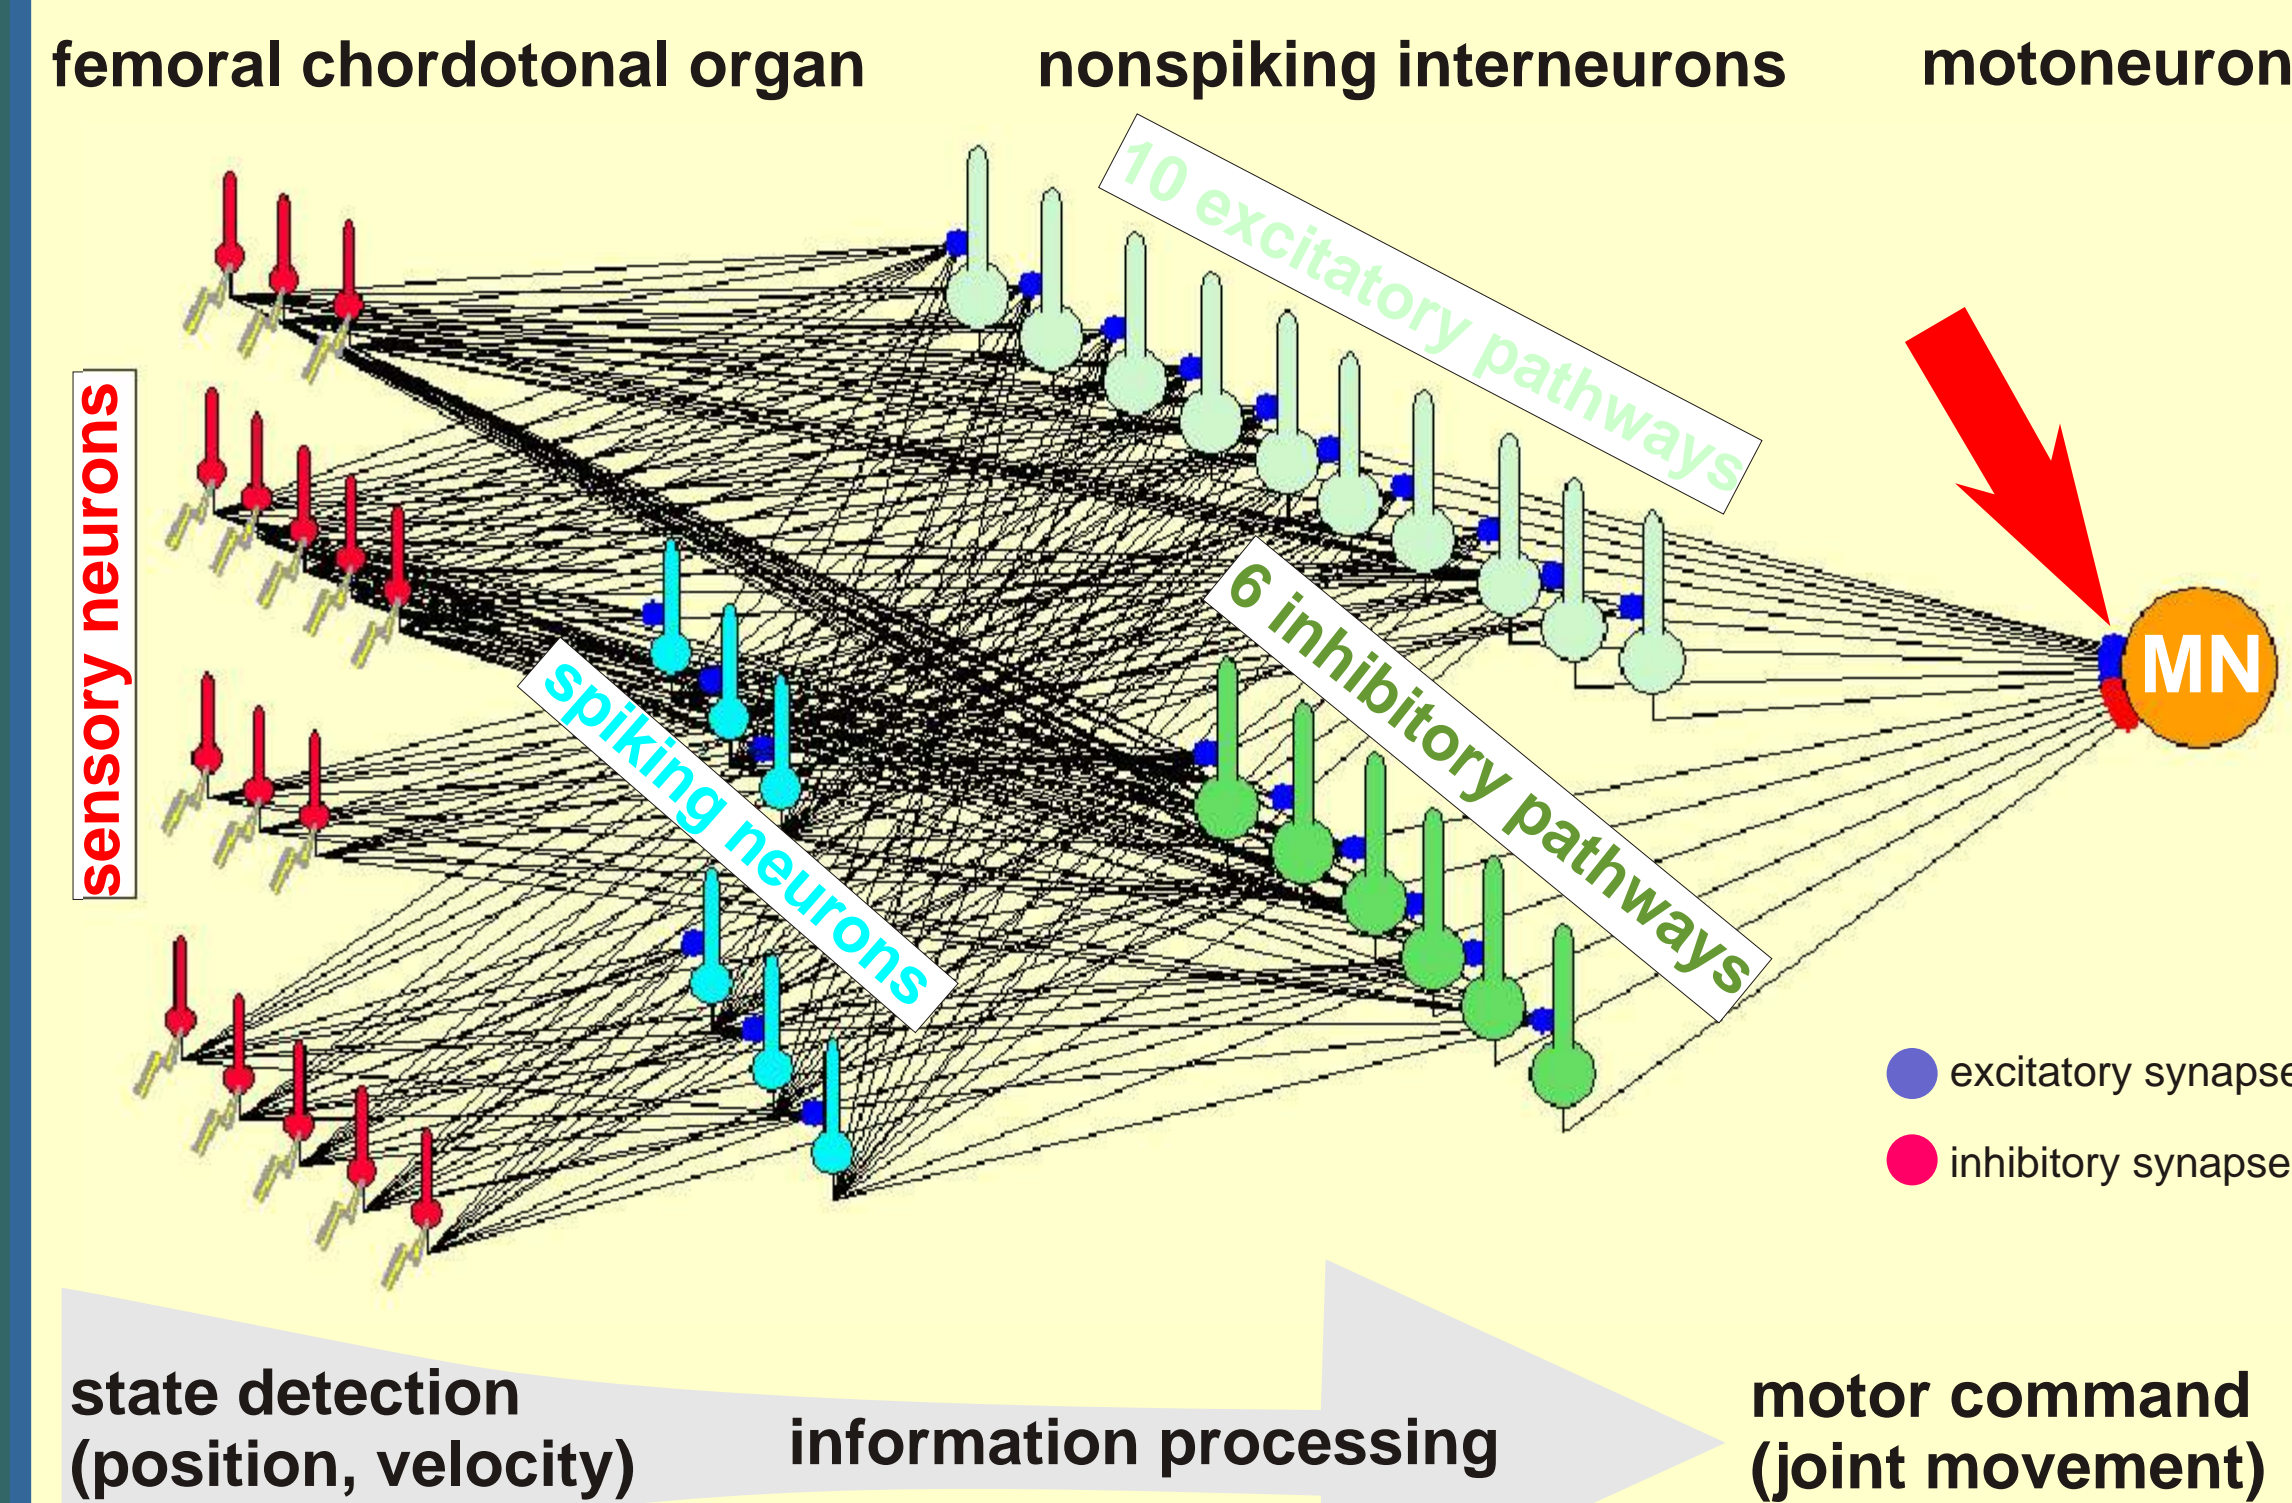 femoral chordotonal organ
nonspiking interneurons
motoneuron
10 excitatory pathways
sensory neurons
6 inhibitory pathways
MN
spiking neurons
excitatory synapse
inhibitory synapse
state detection
(position, velocity)
information processing
motor command
(joint movement)